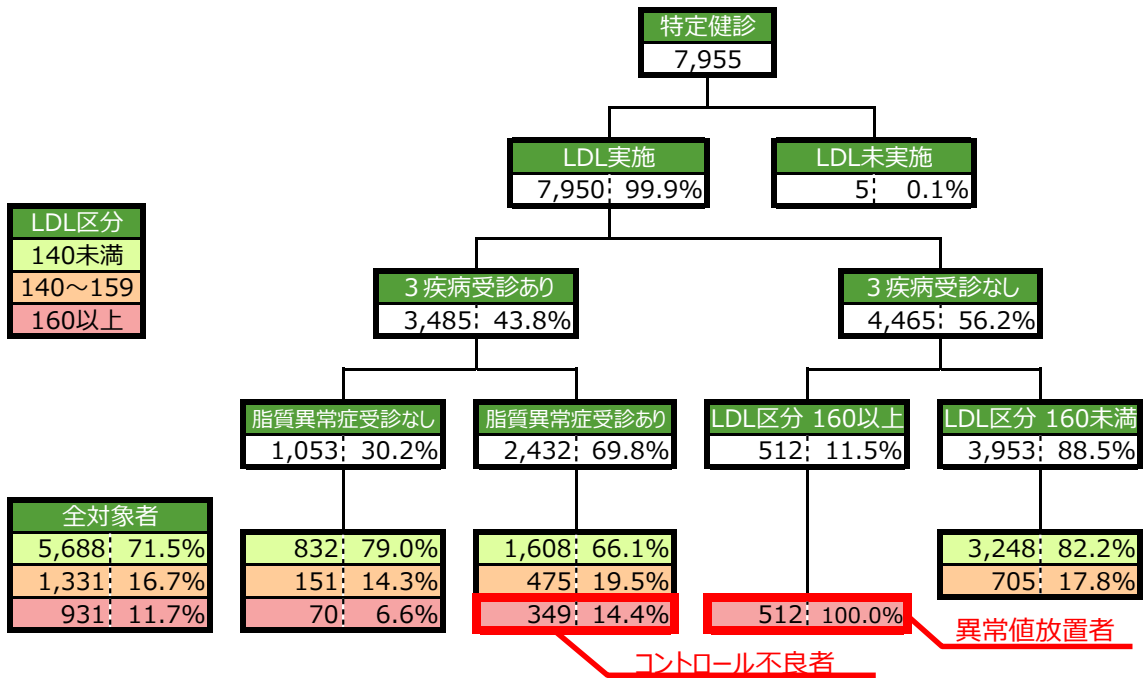 特定健診
7,955
LDL実施
7,950 99.9%
LDL未実施
5 0.1%
LDL区分
140未満
140～159
160以上
３疾病受診あり
3,485 43.8%
３疾病受診なし
4,465 56.2%
脂質異常症受診なし
1,053 30.2%
脂質異常症受診あり
2,432 69.8%
LDL区分 160以上
512 11.5%
LDL区分 160未満
3,953 88.5%
全対象者
5,688 71.5%
1,331 16.7%
931 11.7%
832 79.0%
151 14.3%
70 6.6%
1,608 66.1%
475 19.5%
349 14.4%
512 100.0%
3,248 82.2%
705 17.8%
異常値放置者
コントロール不良者